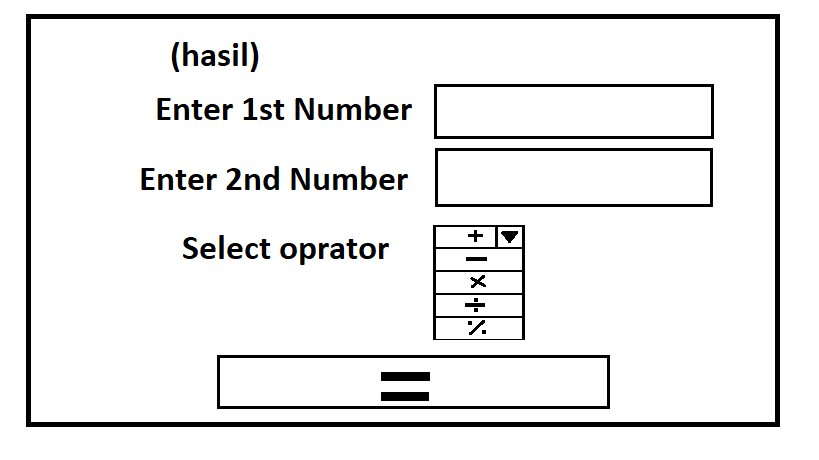 (hasil)
Enter 1st Number
Enter 2nd Number
Select oprator
+
−
×
÷
٪
=